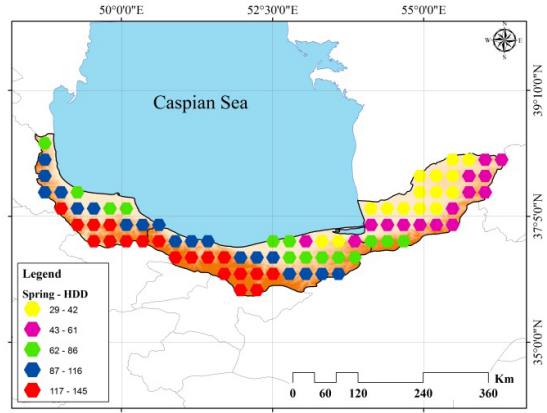 50°0'0"E 52°30'0"E 55°0'0"E
N
W E
S
39°10'0"N
Caspian Sea
37°5'0"N
35°0'0"N
Legend
Spring - HDD
29 - 42
43 - 61
62 - 86
87 - 116
117 - 145
Km
0 60 120 240 360